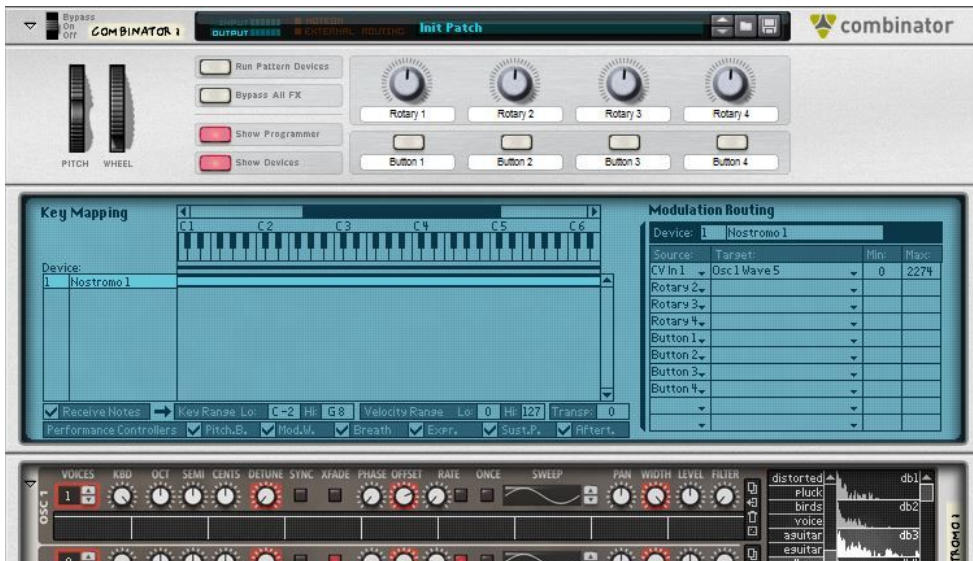 Bypass
On
Off
COMBINATOR 1
INPUT
OUTPUT
NOTEON
EXTERNAL ROUTING
Init Patch
combinator
Run Pattern Devices
Bypass All FX
Show Programmer
Show Devices
PITCH WHEEL
Rotary 1 Rotary 2 Rotary 3 Rotary 4
Button 1 Button 2 Button 3 Button 4
Key Mapping
C1 C2 C3 C4 C5 C6
Device:
1 Nostromo 1
Receive Notes Key Range Lo: C-2 Hi: G8 Velocity Range Lo: 0 Hi: 127 Transp: 0
Performance Controllers Pitch.B. Mod.W. Breath Expr. Sust.P. Aftert.
Modulation Routing
Device: 1 Nostromo 1
Source: Target: Min: Max:
CV In 1 Osc 1 Wave 5 0 2274
Rotary 2
Rotary 3
Rotary 4
Button 1
Button 2
Button 3
Button 4
VOICES KBD OCT SEMI CENTS DETUNE SYNC XFADE PHASE OFFSET RATE ONCE SWEEP PAN WIDTH LEVEL FILTER
OSC 1
1
distorted
pluck
birds
voice
aguitar
eguitar
db1
db2
db3